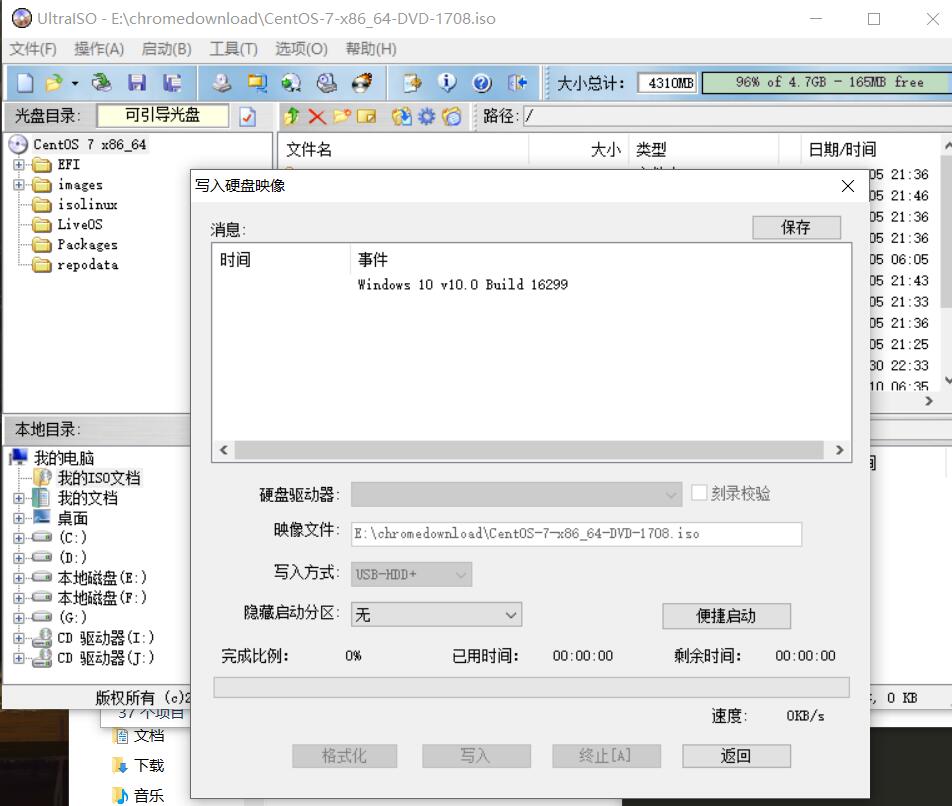 UltraISO - E:\chromedownload\CentOS-7-x86_64-DVD-1708.iso
文件(F) 操作(A) 启动(B) 工具(T) 选项(O) 帮助(H)
大小总计: 4310MB 96% of 4.7GB - 165MB free
光盘目录: 可引导光盘 路径: /
CentOS 7 x86_64
EFI
images
isolinux
LiveOS
Packages
repodata
文件名 大小 类型 日期/时间
05 21:36
05 21:46
05 21:36
05 21:36
05 06:05
05 21:43
05 21:33
05 21:36
05 21:25
30 22:33
10 06:35
本地目录:
我的电脑
我的ISO文档
我的文档
桌面
(C:)
(D:)
本地磁盘(E:)
本地磁盘(F:)
(G:)
CD 驱动器(I:)
CD 驱动器(J:)
版权所有 (c)2
, 0 KB
写入硬盘映像
消息: 保存
时间 事件
Windows 10 v10.0 Build 16299
硬盘驱动器: 刻录校验
映像文件: E:\chromedownload\CentOS-7-x86_64-DVD-1708.iso
写入方式: USB-HDD+
隐藏启动分区: 无 便捷启动
完成比例: 0% 已用时间: 00:00:00 剩余时间: 00:00:00
速度: 0KB/s
格式化 写入 终止[A] 返回
37 个项目
文档
下载
音乐